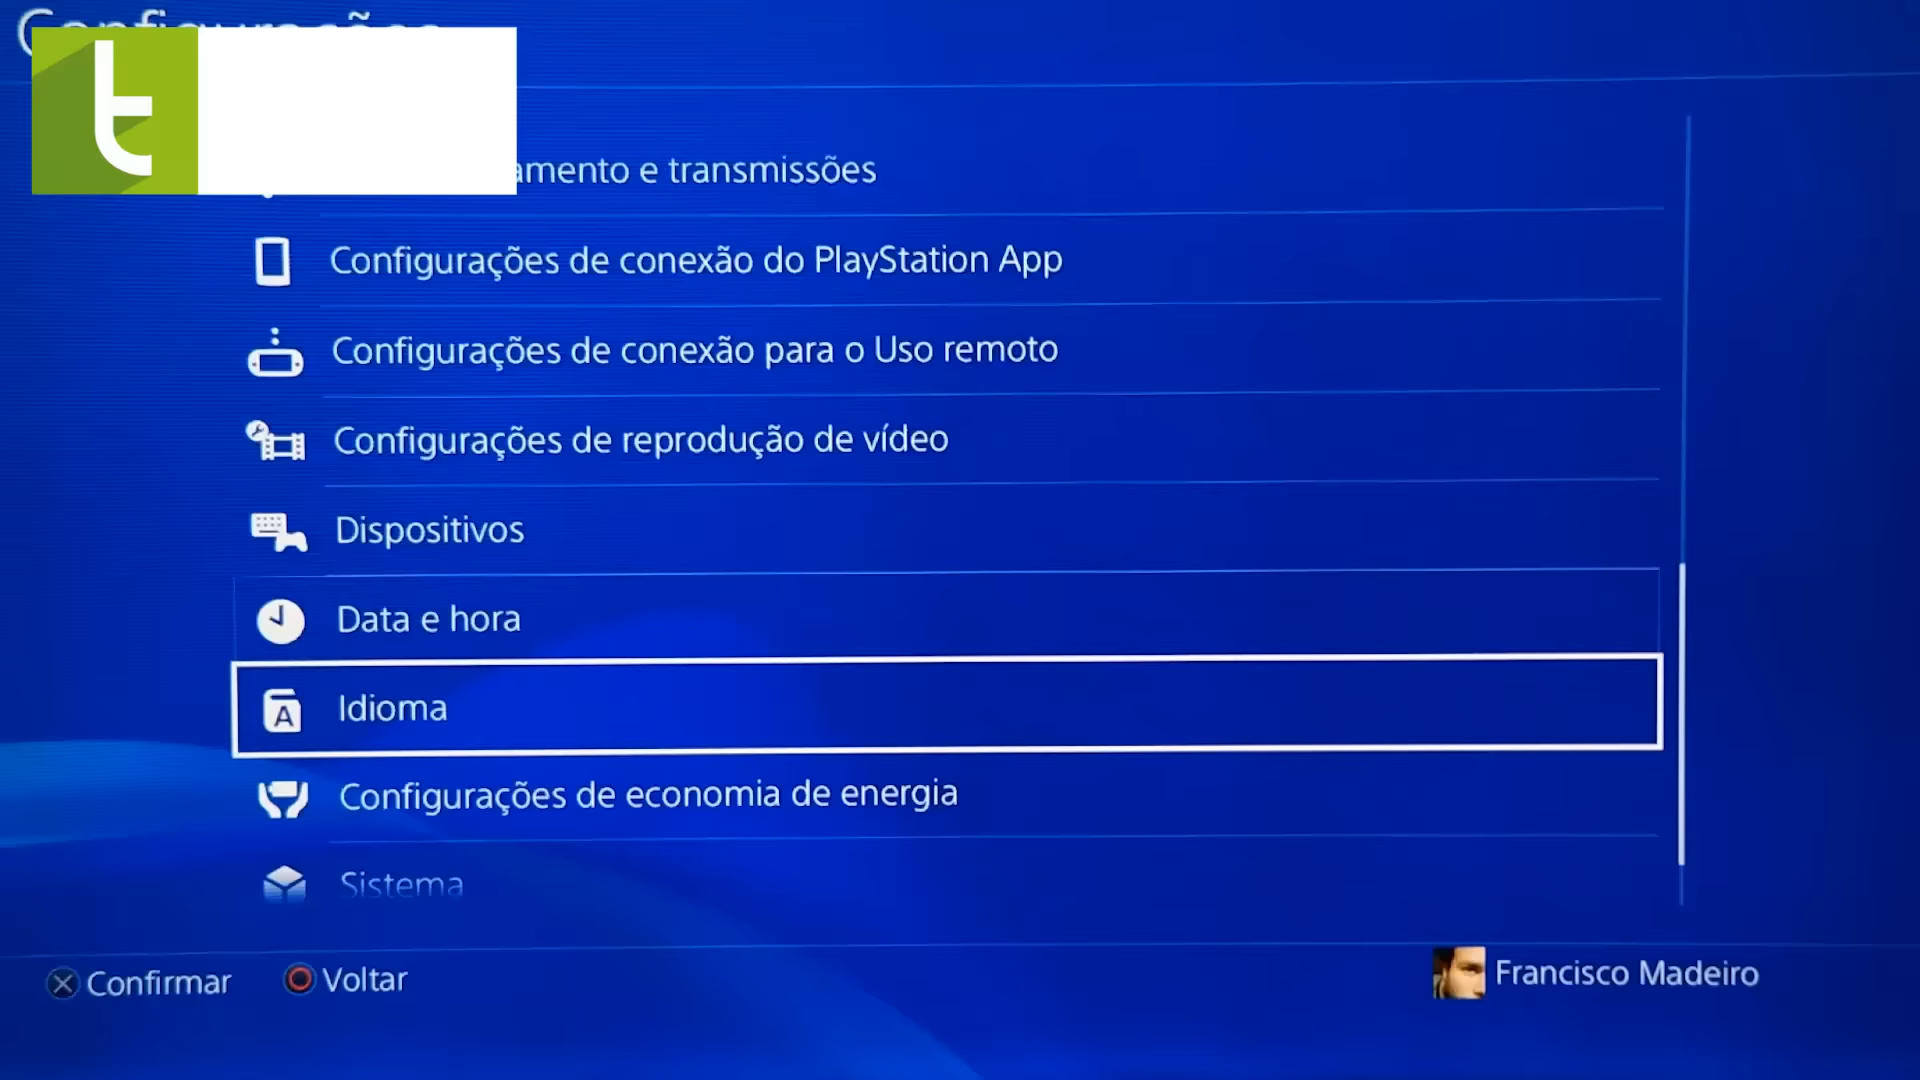 Configurações
amento e transmissões
Configurações de conexão do PlayStation App
Configurações de conexão para o Uso remoto
Configurações de reprodução de vídeo
Dispositivos
Data e hora
Idioma
Configurações de economia de energia
Sistema
Confirmar Voltar
Francisco Madeiro